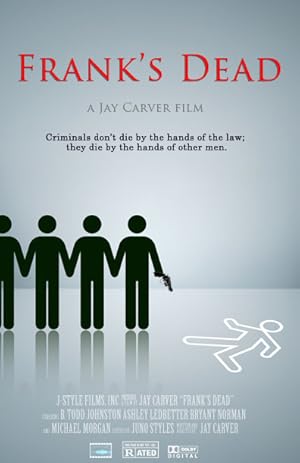 FRANK'S DEAD
A JAY CARVER FILM
Criminals don't die by the hands of the law;
they die by the hands of other men.
J-STYLE FILMS, INC JAY CARVER "FRANK'S DEAD"
B. TODD JOHNSTON ASHLEY LEDBETTER BRYANT NORMAN
AND MICHAEL MORGAN JUNO STYLES JAY CARVER
R RATED
DOLBY
DIGITAL